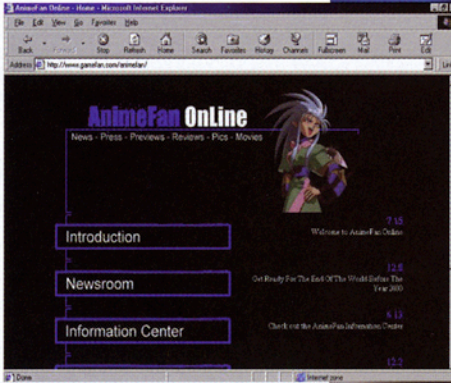 AnimeFan Online - Home - Microsoft Internet Explorer
File Edit View Go Favorites Help
Back Forward Stop Refresh Home Search Favorites History Channels Fullscreen Mail Print Edit
Address http://www.gamefan.com/animefan/
AnimeFan OnLine
News - Press - Previews - Reviews - Pics - Movies
Introduction
7.15
Welcome to AnimeFan Online
Newsroom
12.8
Get Ready For The End Of The World Before The
Year 2000
Information Center
8.13
Check out the AnimeFan Information Center
12.2
Done
Internet zone